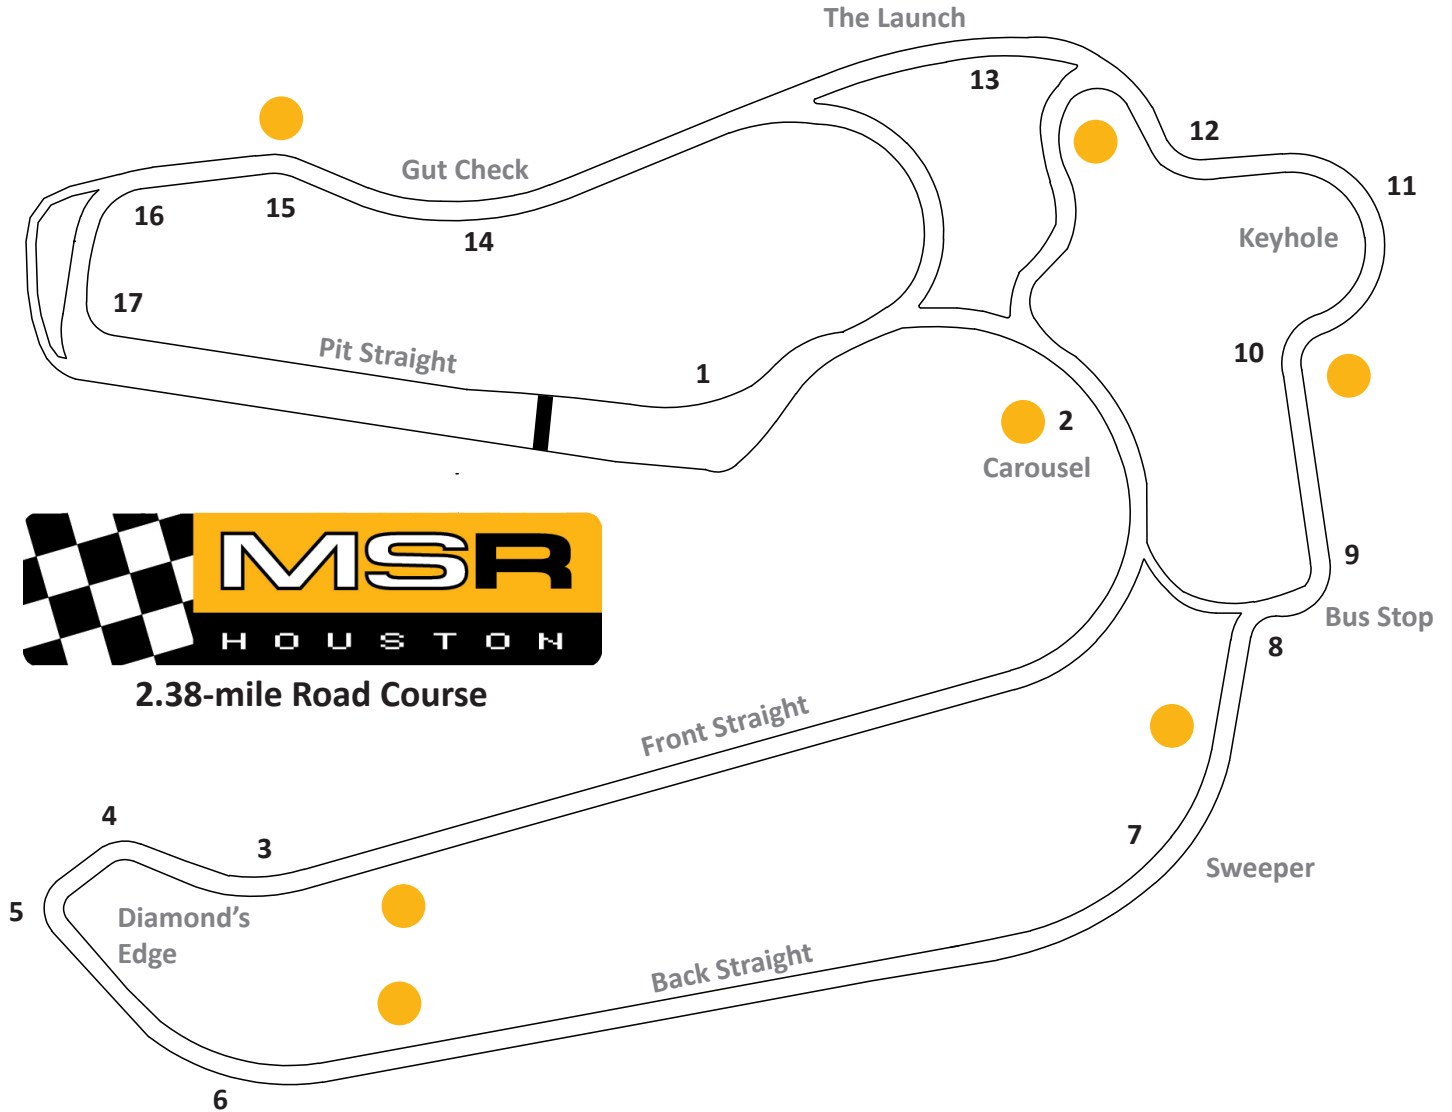 The Launch
13
12
11
Gut Check
16
15
14
Keyhole
17
Pit Straight
1
10
2
Carousel
9
Bus Stop
8
MSR
HOUSTON
2.38-mile Road Course
Front Straight
4
3
7
Sweeper
5
Diamond's
Edge
Back Straight
6